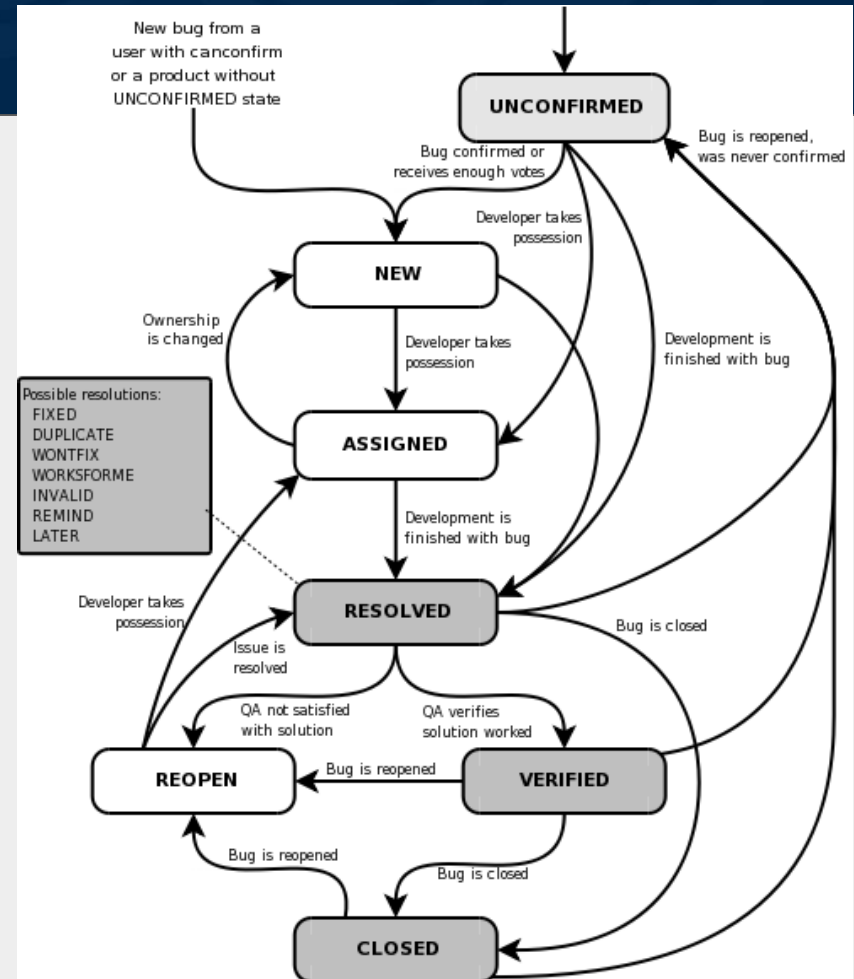 New bug from a
user with canconfirm
or a product without
UNCONFIRMED state
UNCONFIRMED
Bug is reopened,
was never confirmed
Bug confirmed or
receives enough votes
Developer takes
possession
NEW
Ownership
is changed
Developer takes
possession
Development is
finished with bug
Possible resolutions:
FIXED
DUPLICATE
WONTFIX
WORKSFORME
INVALID
REMIND
LATER
ASSIGNED
Development is
finished with bug
RESOLVED
Developer takes
possession
Issue is
resolved
Bug is closed
QA not satisfied
with solution
QA verifies
solution worked
REOPEN
Bug is reopened
VERIFIED
Bug is reopened
Bug is closed
CLOSED